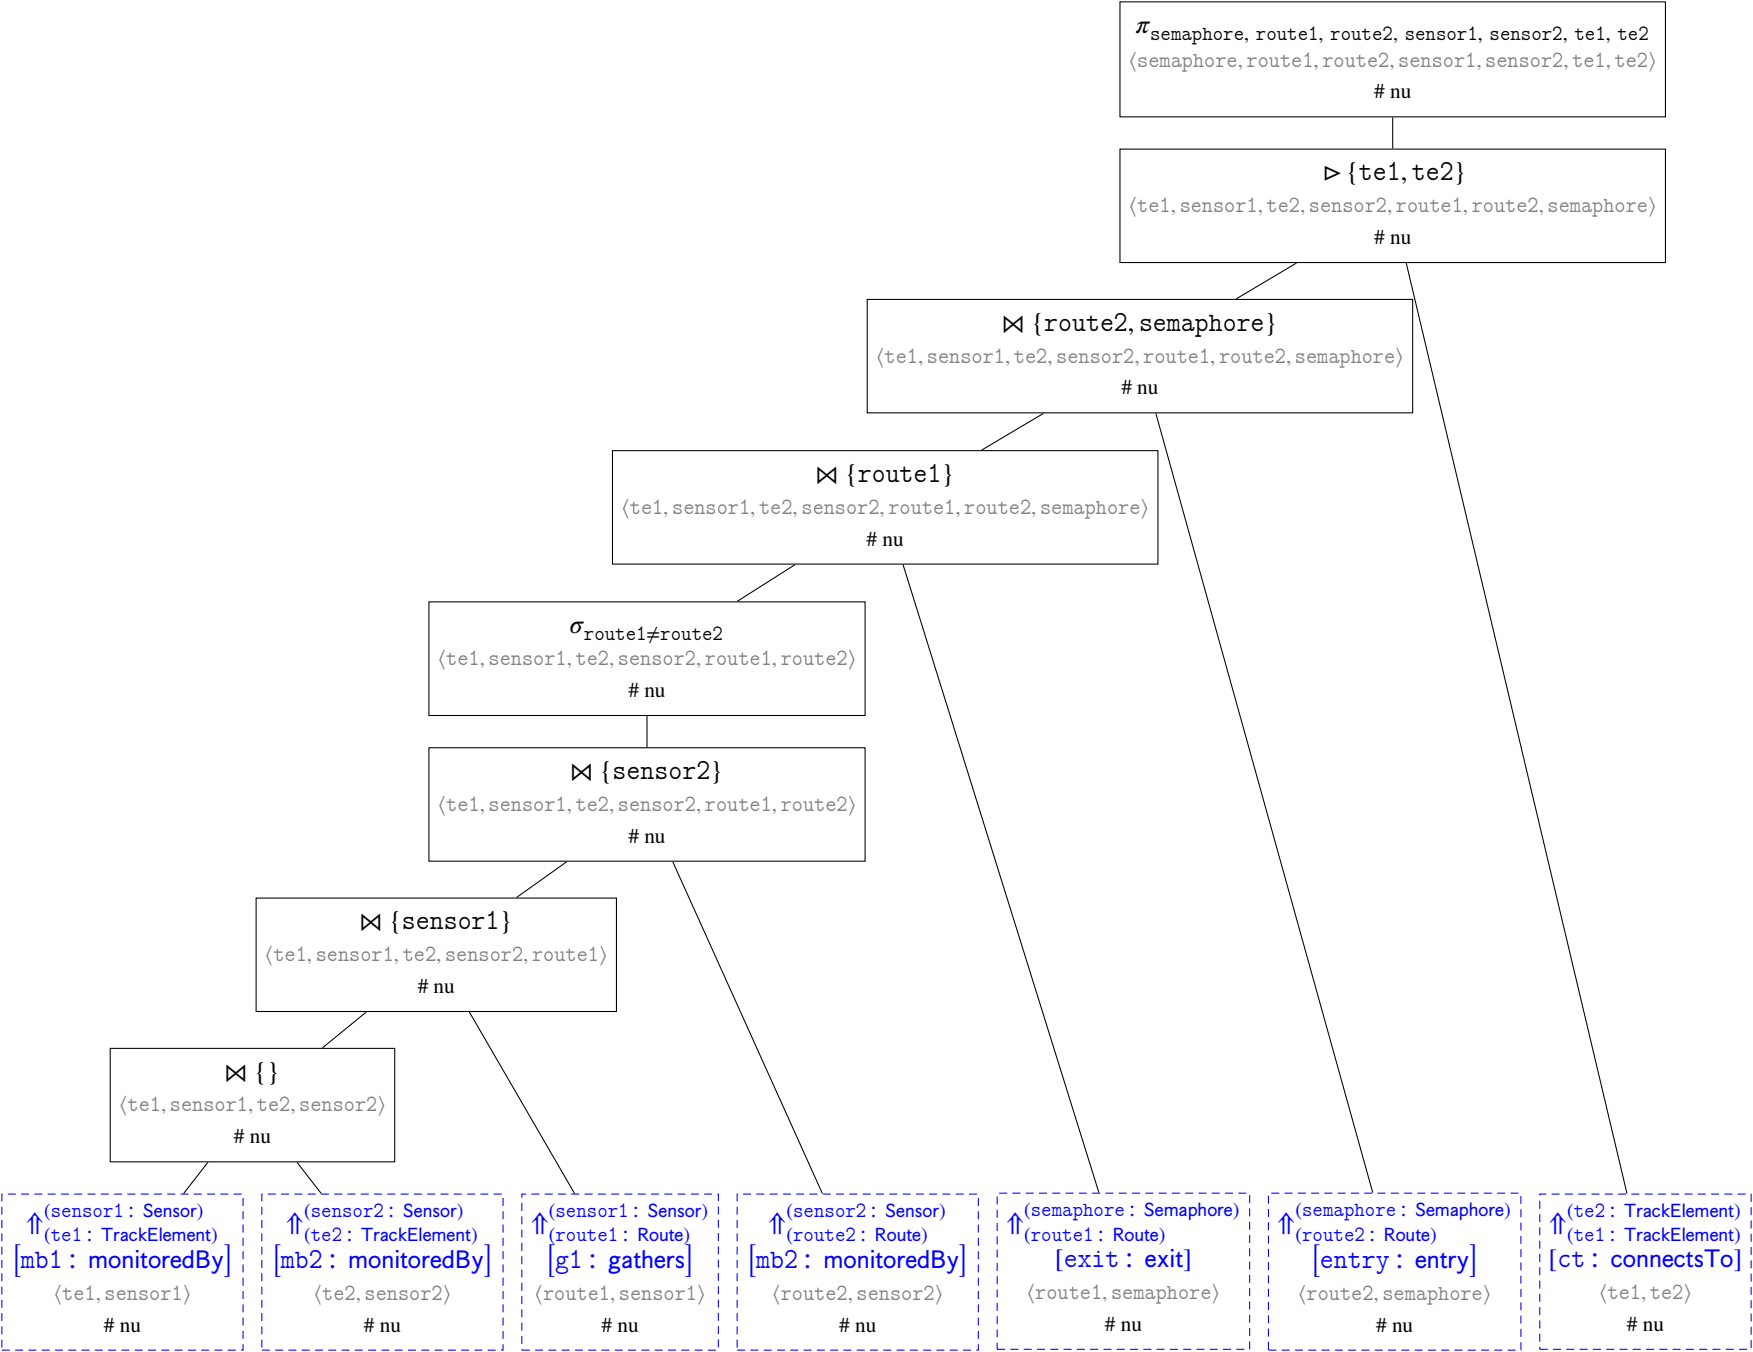 π semaphore, route1, route2, sensor1, sensor2, te1, te2
⟨semaphore, route1, route2, sensor1, sensor2, te1, te2⟩
# nu
▷ {te1, te2}
⟨te1, sensor1, te2, sensor2, route1, route2, semaphore⟩
# nu
⋈ {route2, semaphore}
⟨te1, sensor1, te2, sensor2, route1, route2, semaphore⟩
# nu
⋈ {route1}
⟨te1, sensor1, te2, sensor2, route1, route2, semaphore⟩
# nu
σ route1≠route2
⟨te1, sensor1, te2, sensor2, route1, route2⟩
# nu
⋈ {sensor2}
⟨te1, sensor1, te2, sensor2, route1, route2⟩
# nu
⋈ {sensor1}
⟨te1, sensor1, te2, sensor2, route1⟩
# nu
⋈ {}
⟨te1, sensor1, te2, sensor2⟩
# nu
⇑ (sensor1: Sensor)
(te1: TrackElement)
[mb1: monitoredBy]
⟨te1, sensor1⟩
# nu
⇑ (sensor2: Sensor)
(te2: TrackElement)
[mb2: monitoredBy]
⟨te2, sensor2⟩
# nu
⇑ (sensor1: Sensor)
(route1: Route)
[g1: gathers]
⟨route1, sensor1⟩
# nu
⇑ (sensor2: Sensor)
(route2: Route)
[mb2: monitoredBy]
⟨route2, sensor2⟩
# nu
⇑ (semaphore: Semaphore)
(route1: Route)
[exit: exit]
⟨route1, semaphore⟩
# nu
⇑ (semaphore: Semaphore)
(route2: Route)
[entry: entry]
⟨route2, semaphore⟩
# nu
⇑ (te2: TrackElement)
(te1: TrackElement)
[ct: connectsTo]
⟨te1, te2⟩
# nu